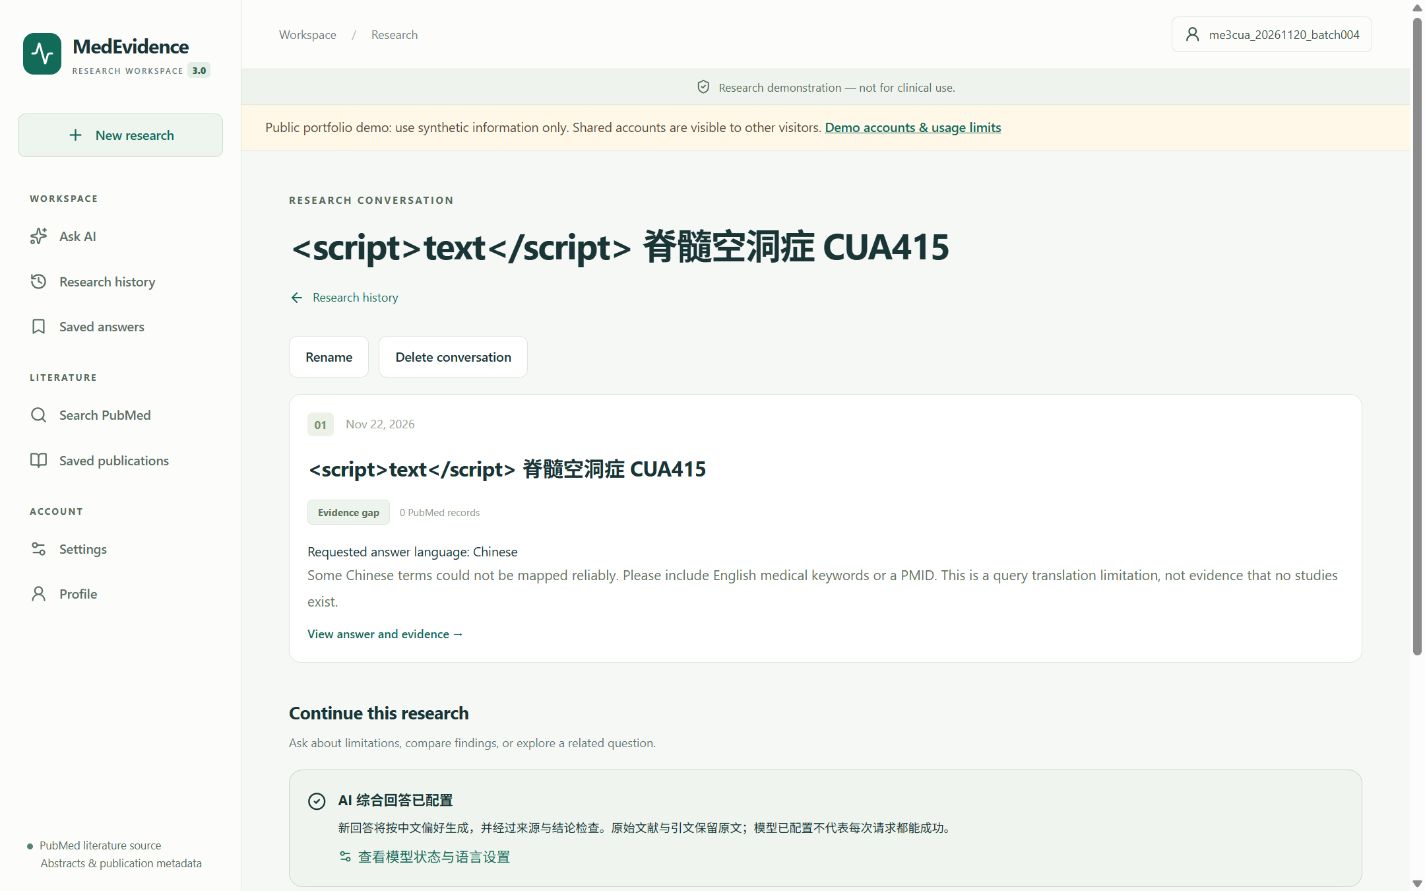 MedEvidence
RESEARCH WORKSPACE 3.0
New research
WORKSPACE
Ask AI
Research history
Saved answers
LITERATURE
Search PubMed
Saved publications
ACCOUNT
Settings
Profile
PubMed literature source
Abstracts & publication metadata
Workspace / Research
me3cua_20261120_batch004
Research demonstration — not for clinical use.
Public portfolio demo: use synthetic information only. Shared accounts are visible to other visitors. Demo accounts & usage limits
RESEARCH CONVERSATION
<script>text</script> 脊髓空洞症 CUA415
← Research history
Rename
Delete conversation
01 Nov 22, 2026
<script>text</script> 脊髓空洞症 CUA415
Evidence gap 0 PubMed records
Requested answer language: Chinese
Some Chinese terms could not be mapped reliably. Please include English medical keywords or a PMID. This is a query translation limitation, not evidence that no studies
exist.
View answer and evidence →
Continue this research
Ask about limitations, compare findings, or explore a related question.
AI 综合回答已配置
新回答将按中文偏好生成，并经过来源与结论检查。原始文献与引文保留原文；模型已配置不代表每次请求都能成功。
查看模型状态与语言设置